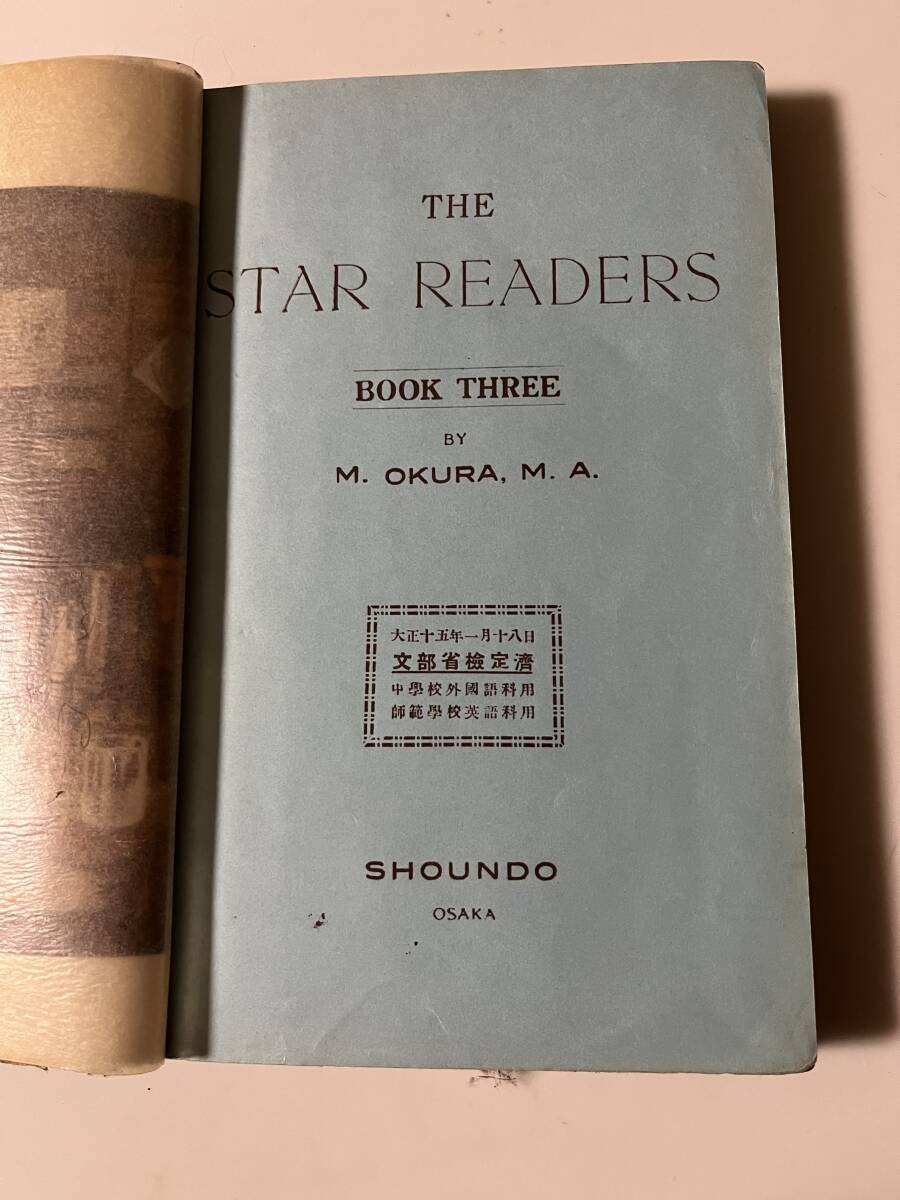 THE
STAR READERS
BOOK THREE
BY
M. OKURA, M. A.
大正十五年一月十八日
文部省檢定濟
中學校外國語科用
師範學校英語科用
SHOUNDO
OSAKA